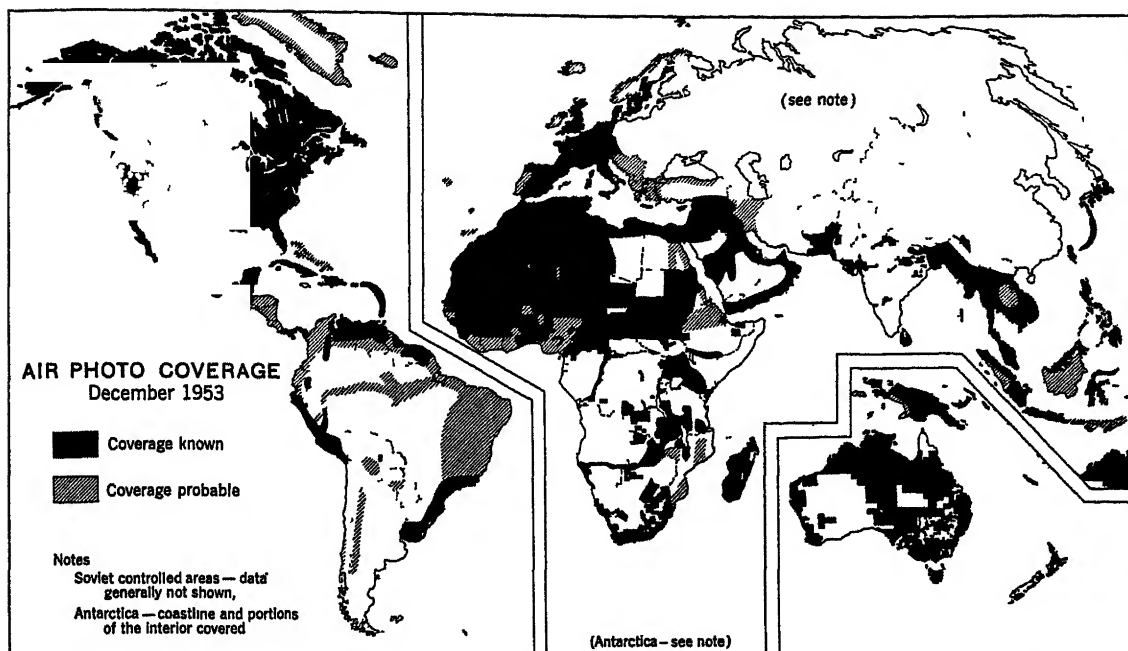 (see note)
AIR PHOTO COVERAGE
December 1953
Coverage known
Coverage probable
Notes
Soviet controlled areas — data
generally not shown,
Antarctica — coastline and portions
of the interior covered
(Antarctica — see note)